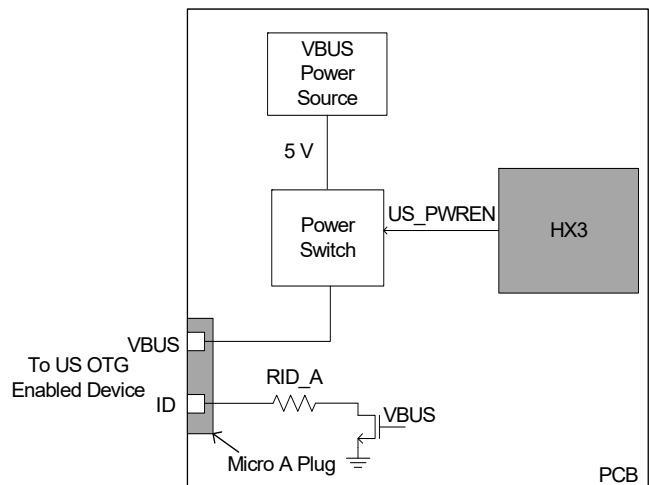 VBUS
Power
Source
5 V
Power
Switch
US_PWREN
HX3
VBUS
To US OTG
Enabled Device
ID
RID_A
VBUS
Micro A Plug
PCB